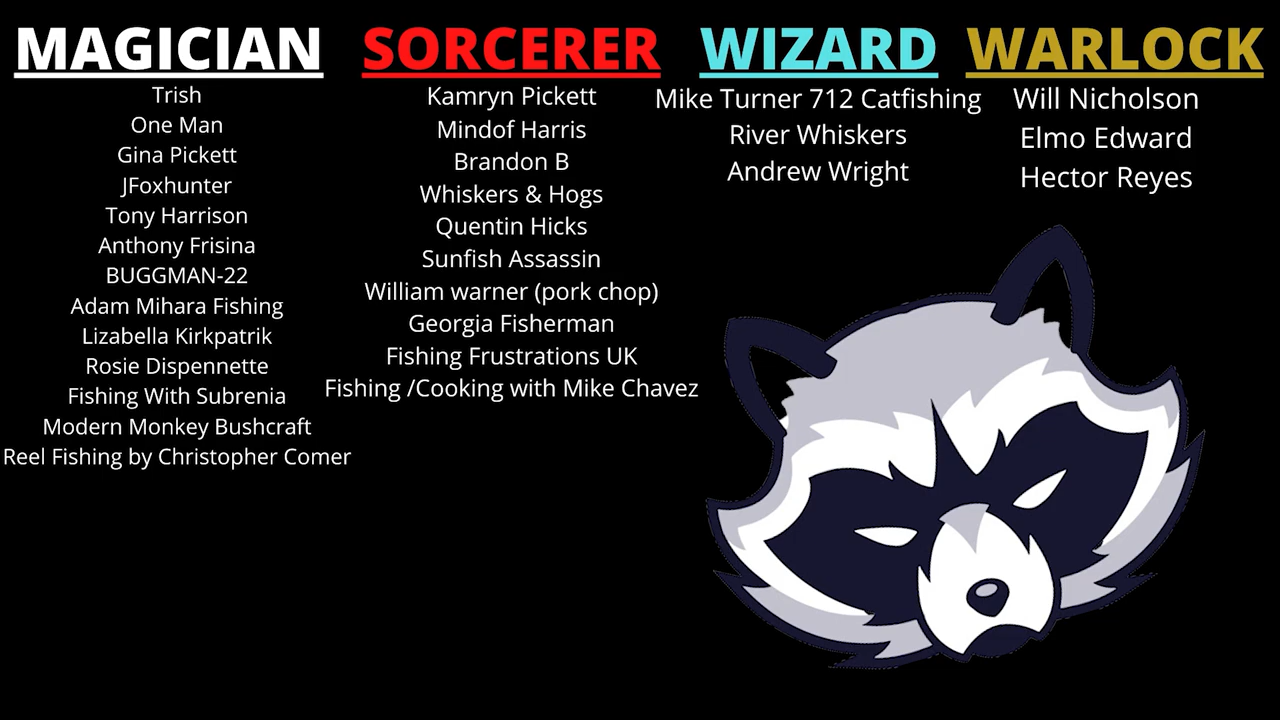 MAGICIAN
Trish
One Man
Gina Pickett
JFoxhunter
Tony Harrison
Anthony Frisina
BUGGMAN-22
Adam Mihara Fishing
Lizabella Kirkpatrik
Rosie Dispennette
Fishing With Subrenia
Modern Monkey Bushcraft
Reel Fishing by Christopher Comer
SORCERER
Kamryn Pickett
Mindof Harris
Brandon B
Whiskers & Hogs
Quentin Hicks
Sunfish Assassin
William warner (pork chop)
Georgia Fisherman
Fishing Frustrations UK
Fishing /Cooking with Mike Chavez
WIZARD
Mike Turner 712 Catfishing
River Whiskers
Andrew Wright
WARLOCK
Will Nicholson
Elmo Edward
Hector Reyes